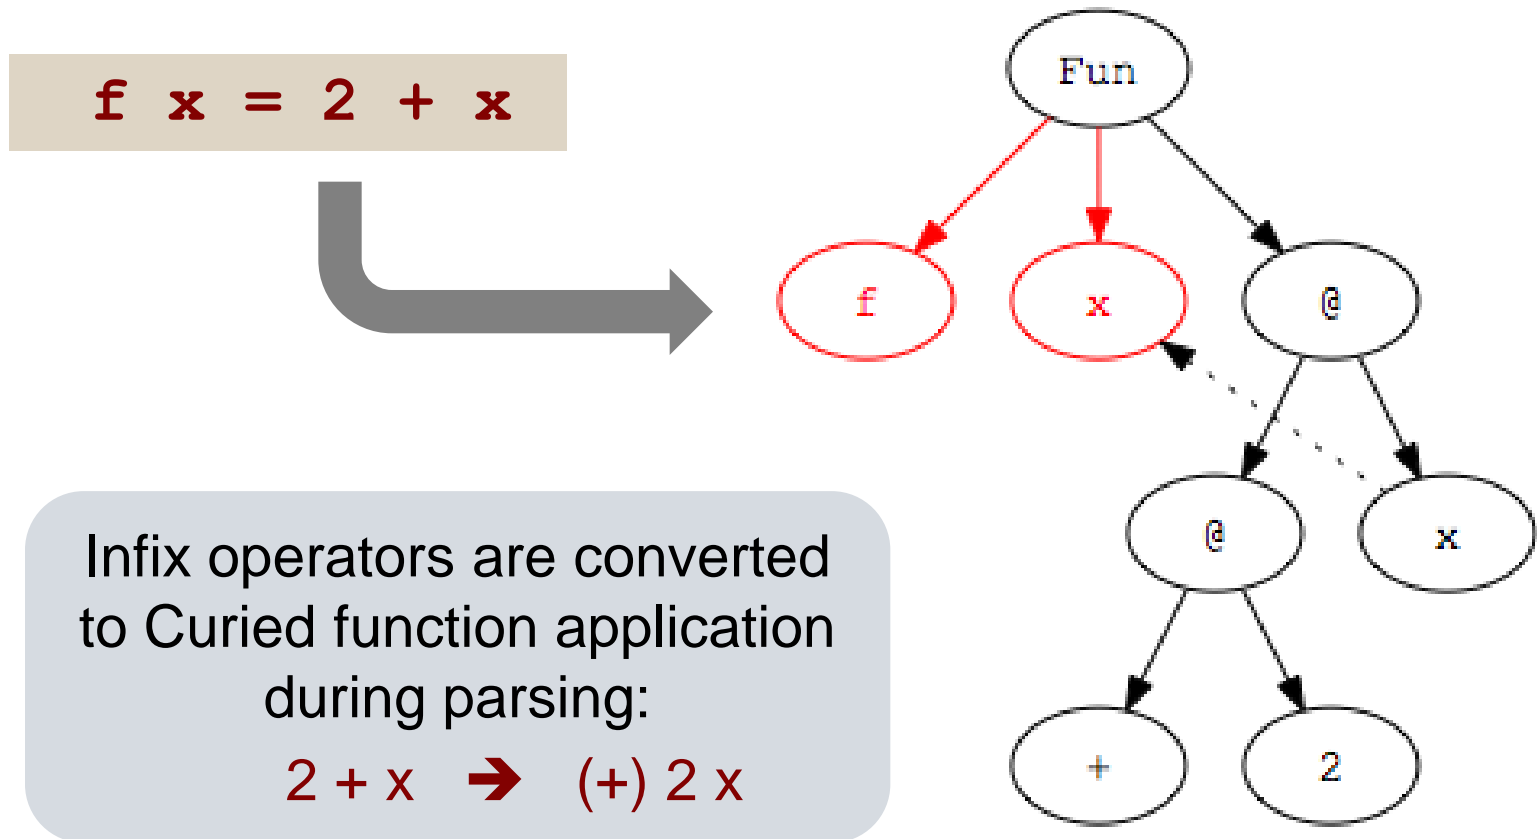 f x = 2 + x
Fun
f
x
@
@
x
+
2
Infix operators are converted
to Curied function application
during parsing:
2 + x ➔ (+) 2 x